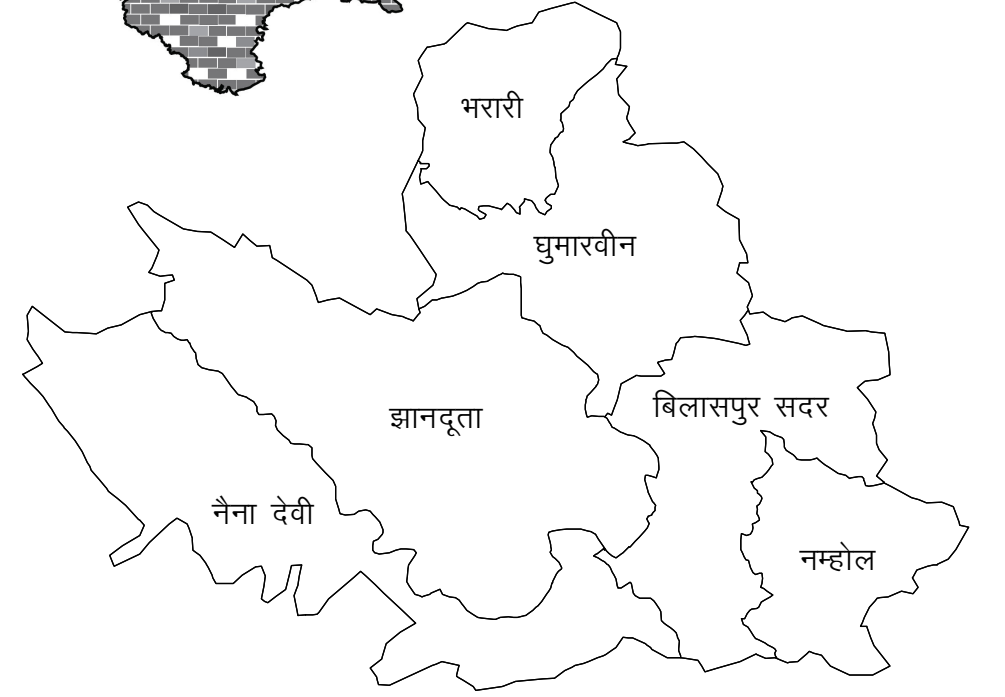 भरारी
घुमारवीन
बिलासपुर सदर
झानदूता
नैना देवी
नम्होल